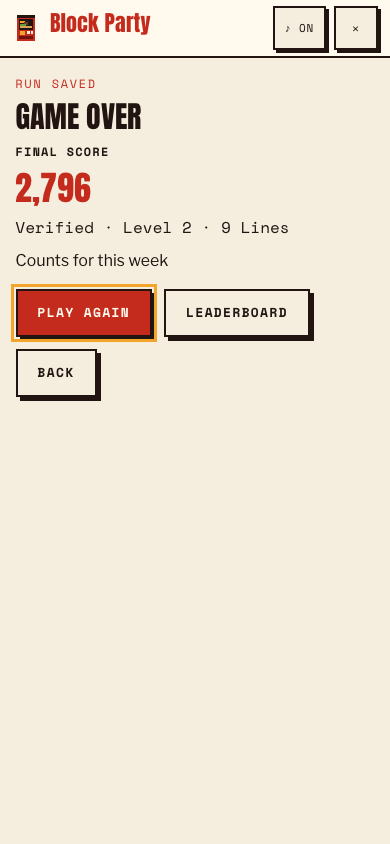 Block Party
♪ ON
×
RUN SAVED
GAME OVER
FINAL SCORE
2,796
Verified · Level 2 · 9 Lines
Counts for this week
PLAY AGAIN
LEADERBOARD
BACK